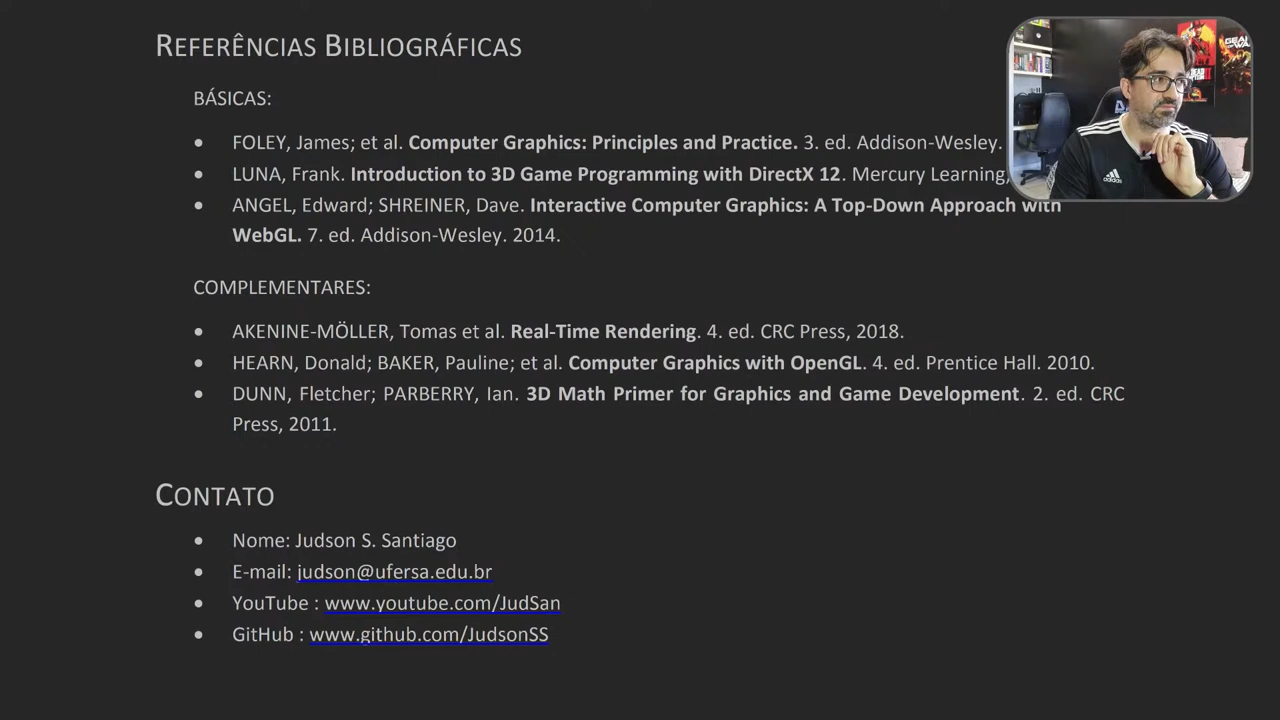 REFERÊNCIAS BIBLIOGRÁFICAS
BÁSICAS:
• FOLEY, James; et al. Computer Graphics: Principles and Practice. 3. ed. Addison-Wesley.
• LUNA, Frank. Introduction to 3D Game Programming with DirectX 12. Mercury Learning,
• ANGEL, Edward; SHREINER, Dave. Interactive Computer Graphics: A Top-Down Approach with
WebGL. 7. ed. Addison-Wesley. 2014.
COMPLEMENTARES:
• AKENINE-MÖLLER, Tomas et al. Real-Time Rendering. 4. ed. CRC Press, 2018.
• HEARN, Donald; BAKER, Pauline; et al. Computer Graphics with OpenGL. 4. ed. Prentice Hall. 2010.
• DUNN, Fletcher; PARBERRY, Ian. 3D Math Primer for Graphics and Game Development. 2. ed. CRC
Press, 2011.
CONTATO
• Nome: Judson S. Santiago
• E-mail: judson@ufersa.edu.br
• YouTube : www.youtube.com/JudSan
• GitHub : www.github.com/JudsonSS
adidas